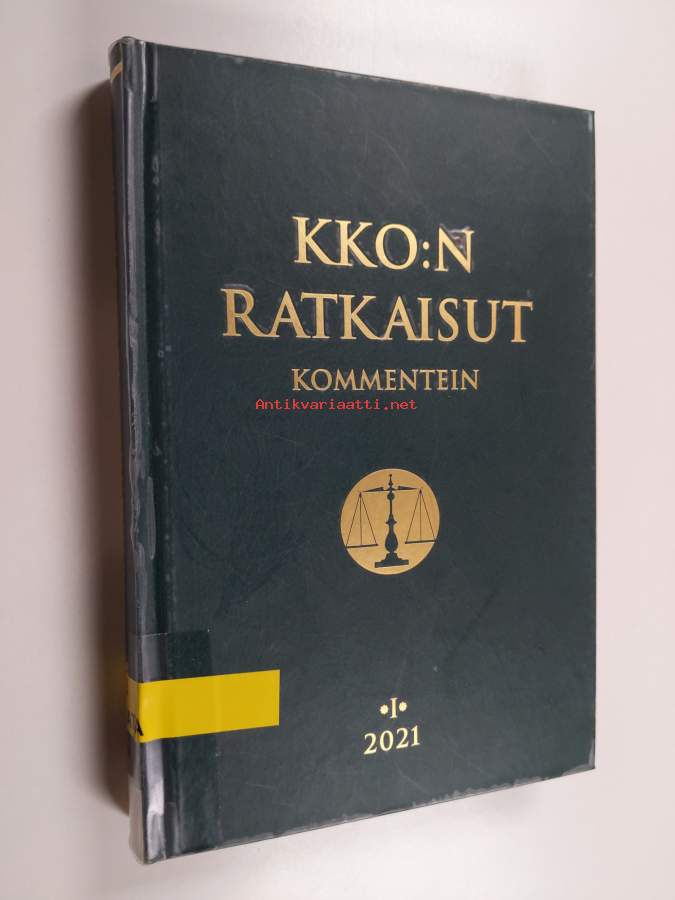 KKO:N
RATKAISUT
KOMMENTEIN
Antikvariaatti.net
•I•
2021